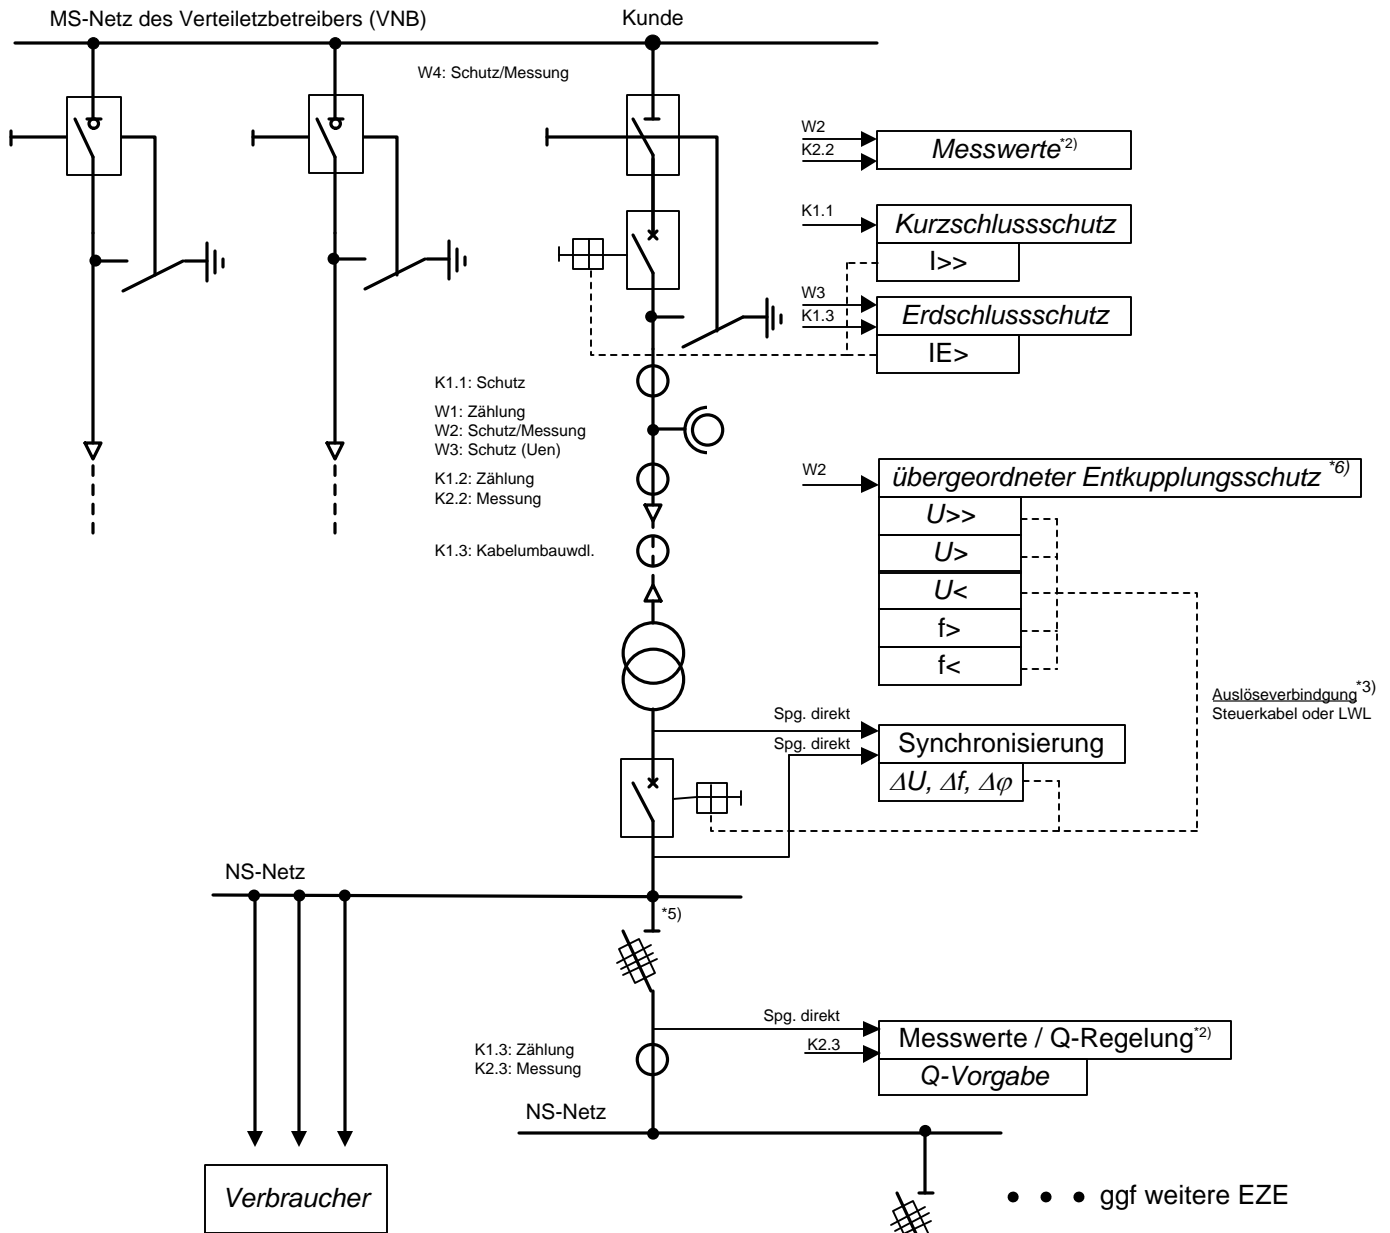 MS-Netz des Verteiletzbetreibers (VNB)
Kunde
W4: Schutz/Messung
W2
K2.2
Messwerte*2)
K1.1
Kurzschlussschutz
I>>
W3
K1.3
Erdschlussschutz
IE>
K1.1: Schutz
W1: Zählung
W2: Schutz/Messung
W3: Schutz (Uen)
K1.2: Zählung
K2.2: Messung
K1.3: Kabelumbauwdl.
W2
übergeordneter Entkupplungsschutz *6)
U>>
U>
U<
f>
f<
Auslöseverbindgung*3)
Steuerkabel oder LWL
Spg. direkt
Spg. direkt
Synchronisierung
ΔU, Δf, Δφ
NS-Netz
*5)
Spg. direkt
K2.3
Messwerte / Q-Regelung*2)
Q-Vorgabe
K1.3: Zählung
K2.3: Messung
NS-Netz
Verbraucher
• • • ggf weitere EZE